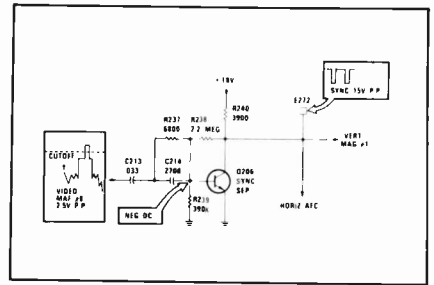 +18V
SYNC 15V P.P
E272
R237
6800
R238
2.2 MEG
R240
3900
VERT
MAG #1
CUTOFF
C213
033
C214
2700
Q206
SYNC
SEP
VIDEO
MAF #8
2.5V P.P
R239
390K
NEG DC
HORIZ AFC